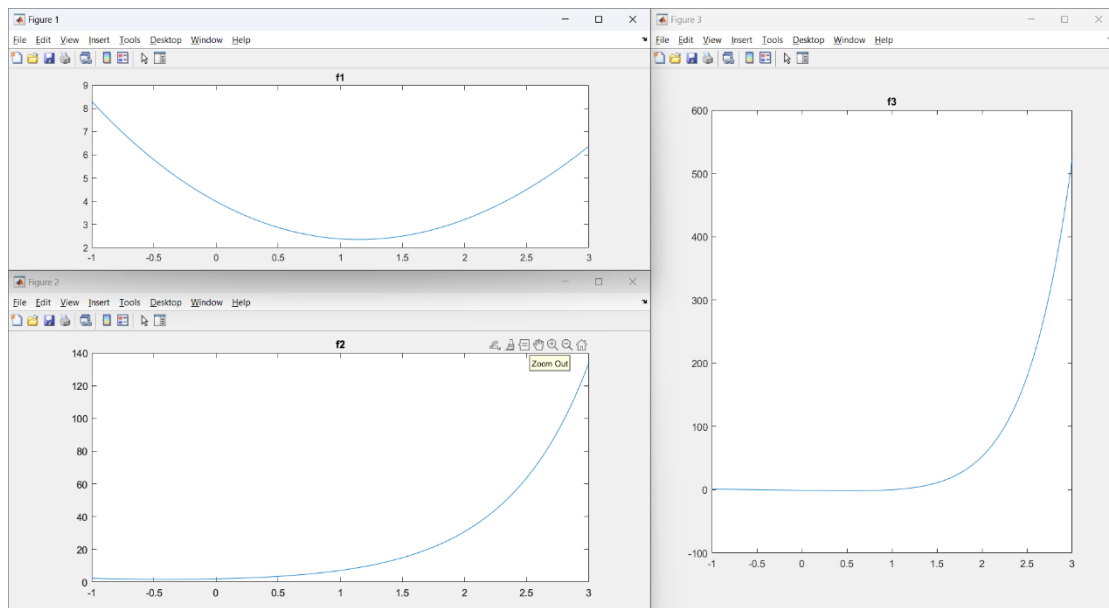 Figure 1
File Edit View Insert Tools Desktop Window Help
f1
9
8
7
6
5
4
3
2
-1 -0.5 0 0.5 1 1.5 2 2.5 3
Figure 2
File Edit View Insert Tools Desktop Window Help
f2
Zoom Out
140
120
100
80
60
40
20
0
-1 -0.5 0 0.5 1 1.5 2 2.5 3
Figure 3
File Edit View Insert Tools Desktop Window Help
f3
600
500
400
300
200
100
0
-100
-1 -0.5 0 0.5 1 1.5 2 2.5 3